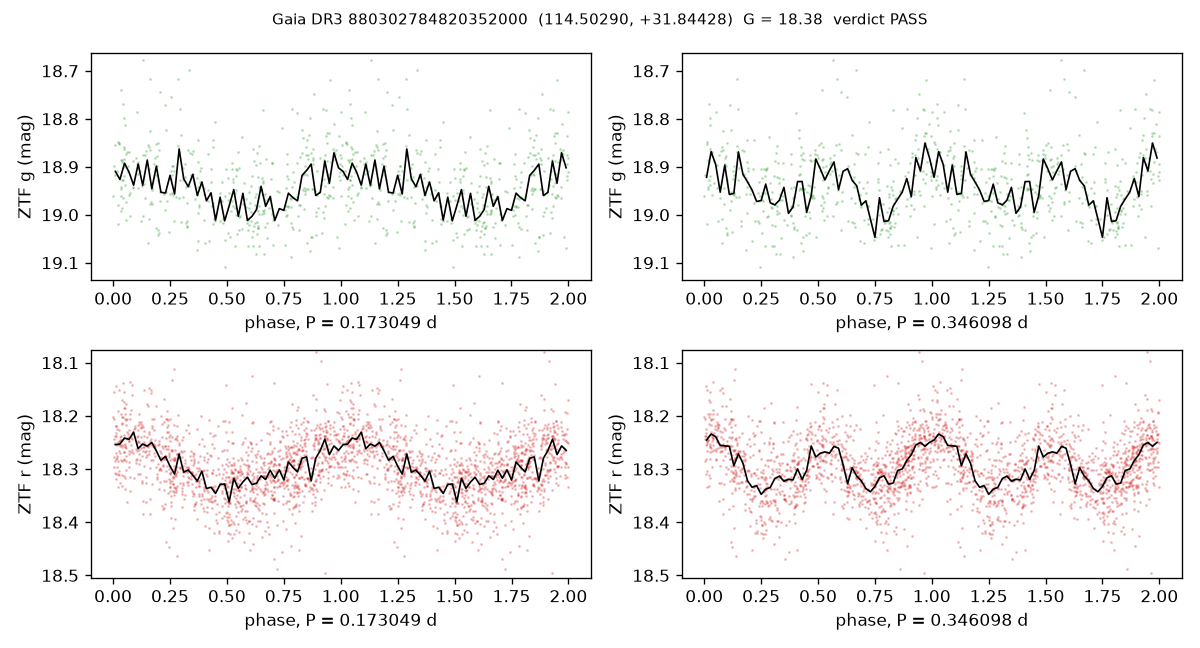 Gaia DR3 880302784820352000 (114.50290, +31.84428) G = 18.38 verdict PASS
ZTF g (mag)
18.7
18.8
18.9
19.0
19.1
0.00 0.25 0.50 0.75 1.00 1.25 1.50 1.75 2.00
phase, P = 0.173049 d
ZTF g (mag)
18.7
18.8
18.9
19.0
19.1
0.00 0.25 0.50 0.75 1.00 1.25 1.50 1.75 2.00
phase, P = 0.346098 d
ZTF r (mag)
18.1
18.2
18.3
18.4
18.5
0.00 0.25 0.50 0.75 1.00 1.25 1.50 1.75 2.00
phase, P = 0.173049 d
ZTF r (mag)
18.1
18.2
18.3
18.4
18.5
0.00 0.25 0.50 0.75 1.00 1.25 1.50 1.75 2.00
phase, P = 0.346098 d